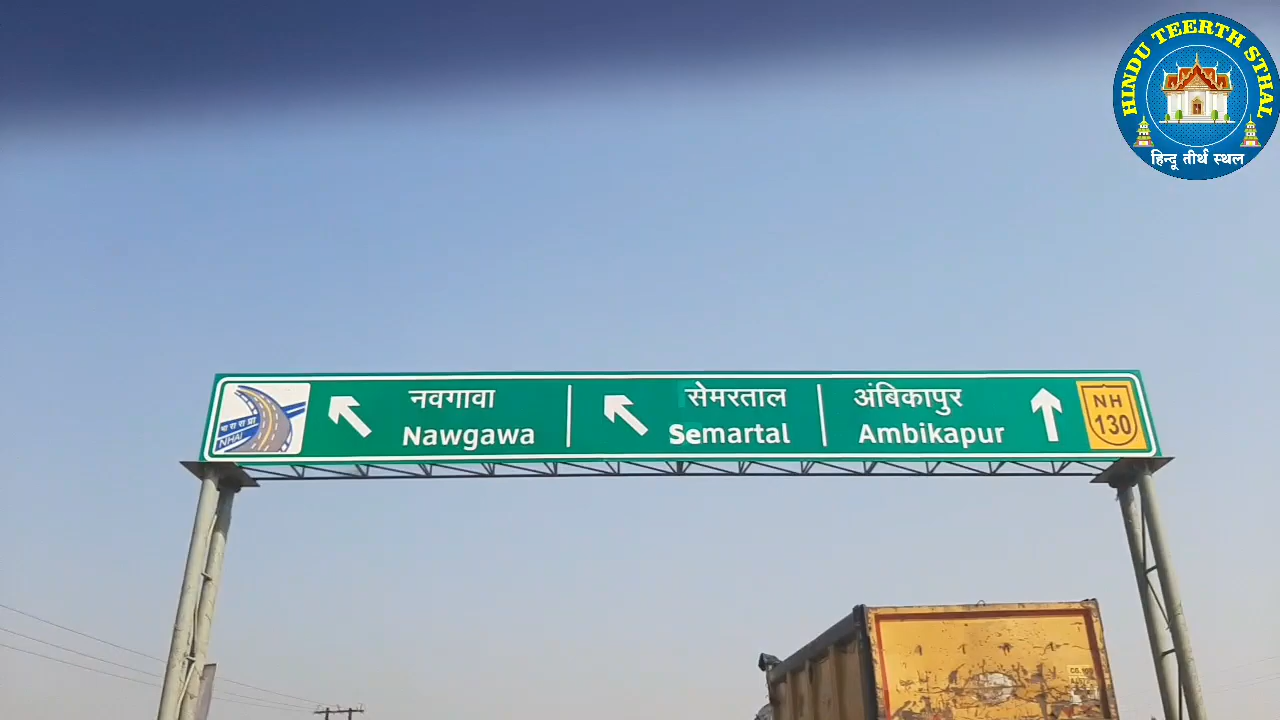 HINDU TEERTH STHAL
हिन्दू तीर्थ स्थल
नवगावा
Nawgawa
सेमरताल
Semartal
अंबिकापुर
Ambikapur
NH
130
भा रा रा प्रा
NHAI